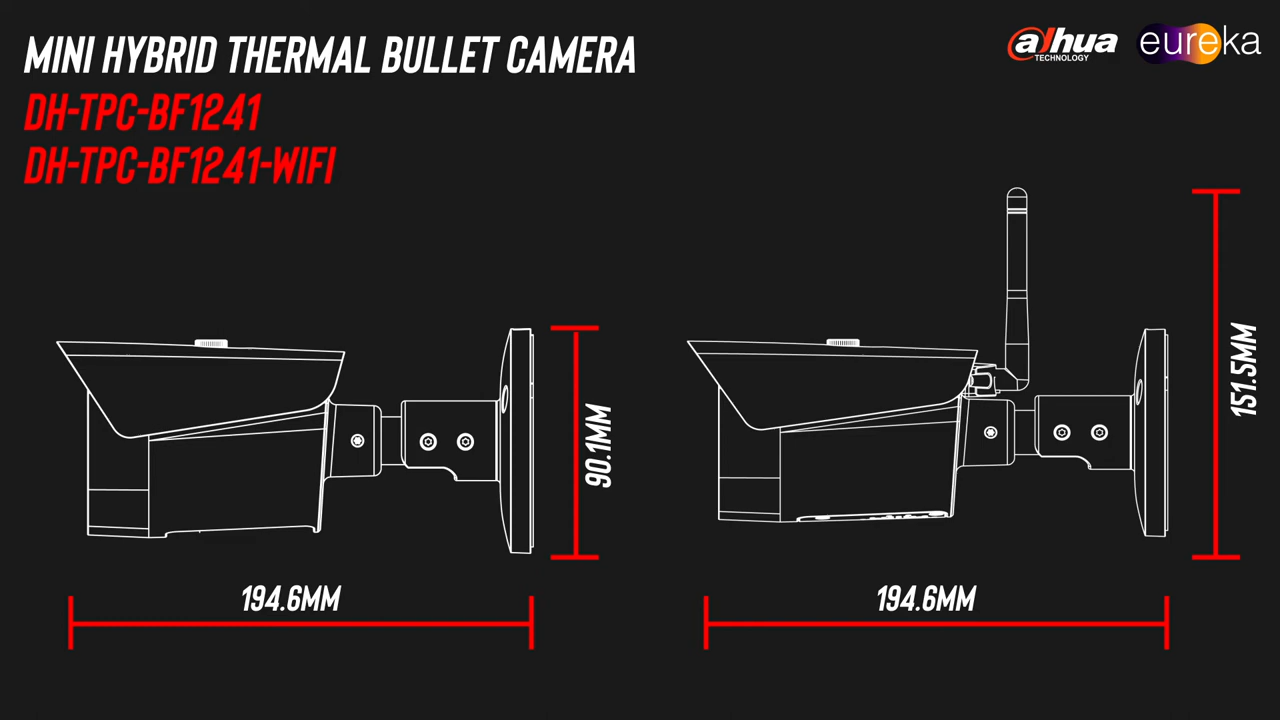 MINI HYBRID THERMAL BULLET CAMERA
DH-TPC-BF1241
DH-TPC-BF1241-WIFI
alhua
TECHNOLOGY
eureka
90.1MM
151.5MM
194.6MM
194.6MM